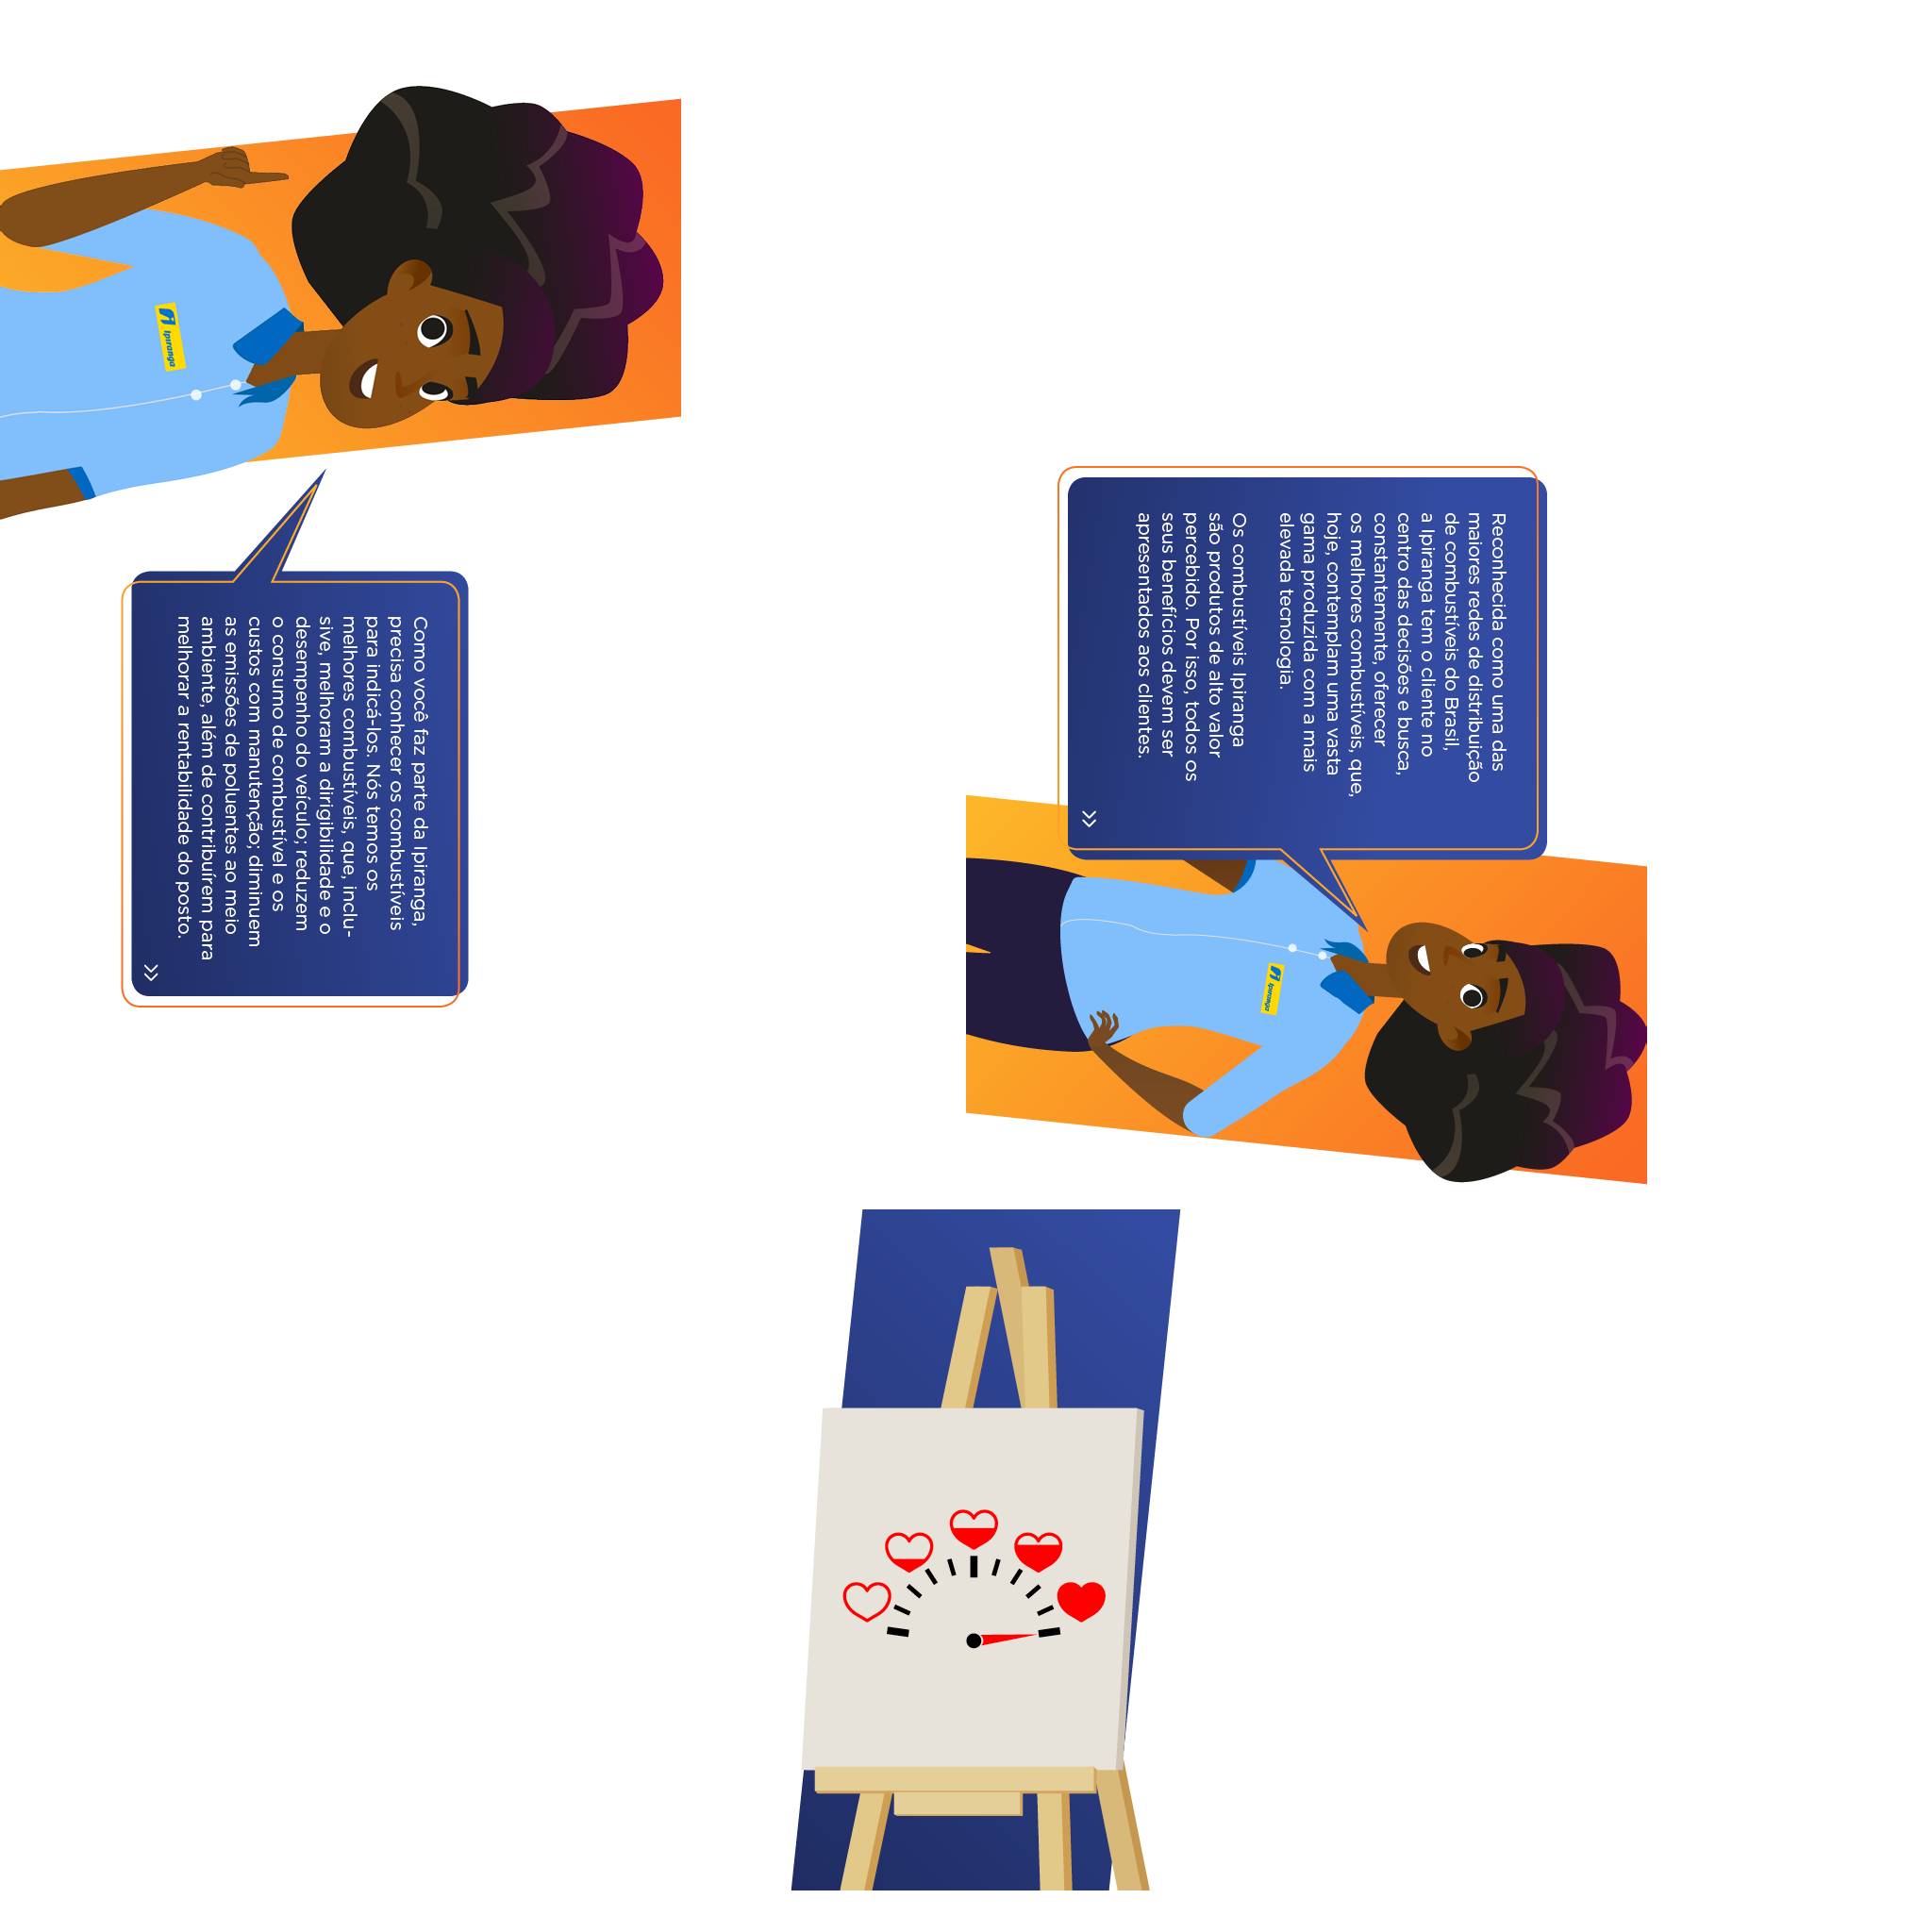 Reconhecida como uma das
maiores redes de distribuição
de combustíveis do Brasil,
a Ipiranga tem o cliente no
centro das decisões e busca,
constantemente, oferecer
os melhores combustíveis, que,
hoje, contemplam uma vasta
gama produzida com a mais
elevada tecnologia.
Os combustíveis Ipiranga
são produtos de alto valor
percebido. Por isso, todos os
seus benefícios devem ser
apresentados aos clientes.
Ipiranga
Como você faz parte da Ipiranga,
precisa conhecer os combustíveis
para indicá-los. Nós temos os
melhores combustíveis, que, inclu-
sive, melhoram a dirigibilidade e o
desempenho do veículo; reduzem
o consumo de combustível e os
custos com manutenção; diminuem
as emissões de poluentes ao meio
ambiente, além de contribuírem para
melhorar a rentabilidade do posto.
Ipiranga